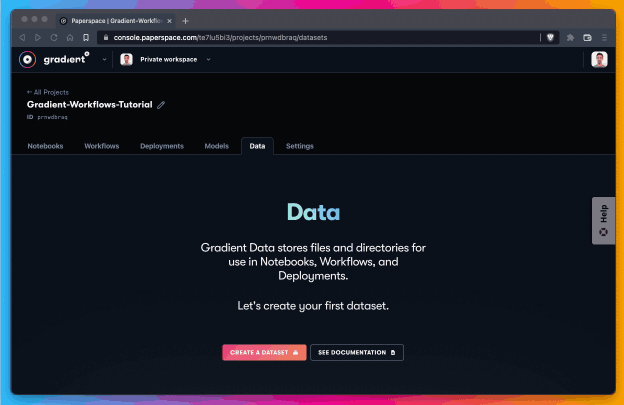 Paperspace | Gradient-Workflow
console.paperspace.com/te7lu5bi3/projects/prnwdbraq/datasets
gradient
Private workspace
← All Projects
Gradient-Workflows-Tutorial
ID prnwdbraq
Notebooks Workflows Deployments Models Data Settings
Help
Data
Gradient Data stores files and directories for
use in Notebooks, Workflows, and
Deployments.
Let's create your first dataset.
CREATE A DATASET SEE DOCUMENTATION